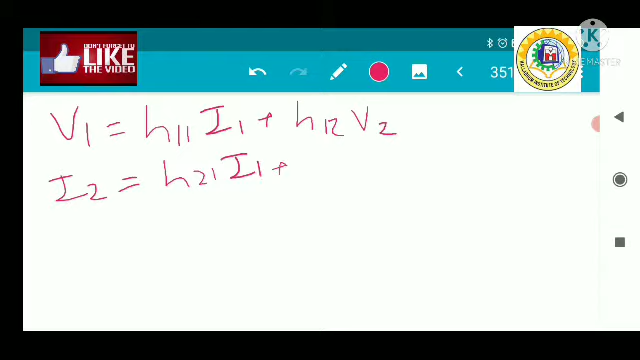 DON'T FORGET TO
LIKE
THE VIDEO
351
V1 = h11 I1 + h12 V2
I2 = h21 I1 +